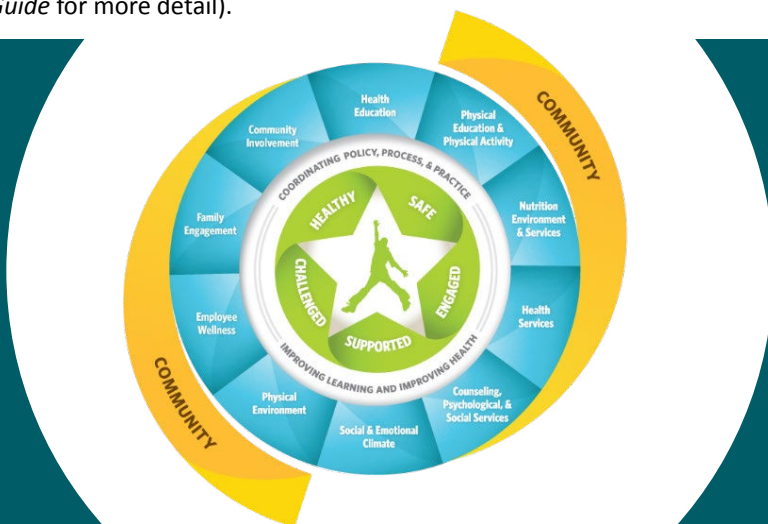 Guide for more detail).
COMMUNITY
Health
Education
Physical
Education &
Physical Activity
Nutrition
Environment
& Services
Health
Services
Counseling,
Psychological, &
Social Services
Social & Emotional
Climate
Physical
Environment
Employee
Wellness
Family
Engagement
Community
Involvement
COORDINATING POLICY, PROCESS, & PRACTICE
IMPROVING LEARNING AND IMPROVING HEALTH
HEALTHY
SAFE
ENGAGED
SUPPORTED
CHALLENGED
COMMUNITY